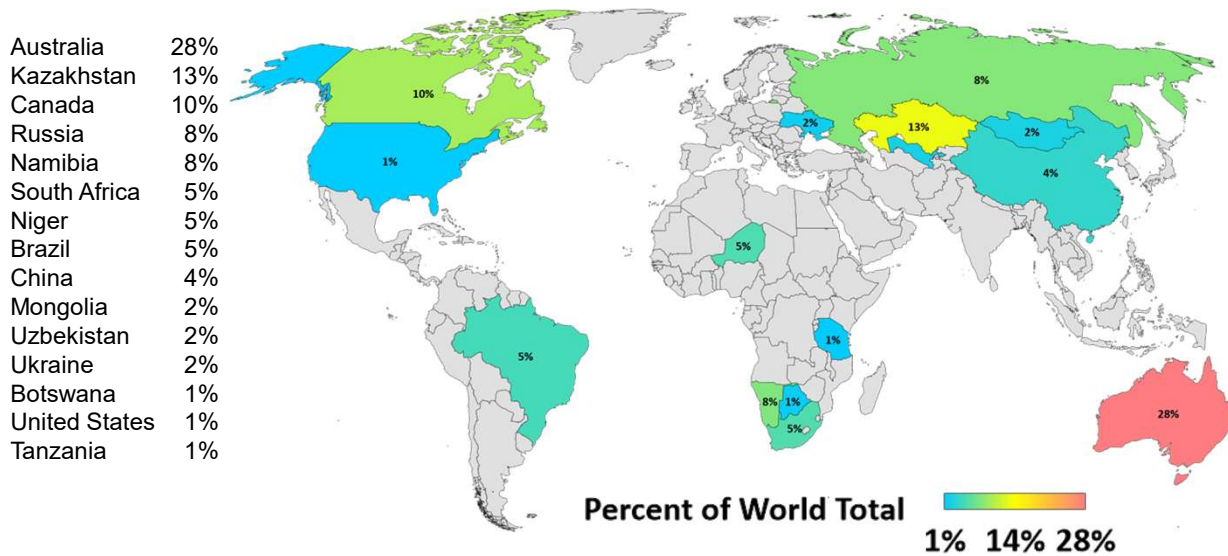 Australia 28%
Kazakhstan 13%
Canada 10%
Russia 8%
Namibia 8%
South Africa 5%
Niger 5%
Brazil 5%
China 4%
Mongolia 2%
Uzbekistan 2%
Ukraine 2%
Botswana 1%
United States 1%
Tanzania 1%
10%
8%
2%
13%
2%
1%
4%
5%
1%
5%
8%
1%
5%
28%
Percent of World Total
1% 14% 28%